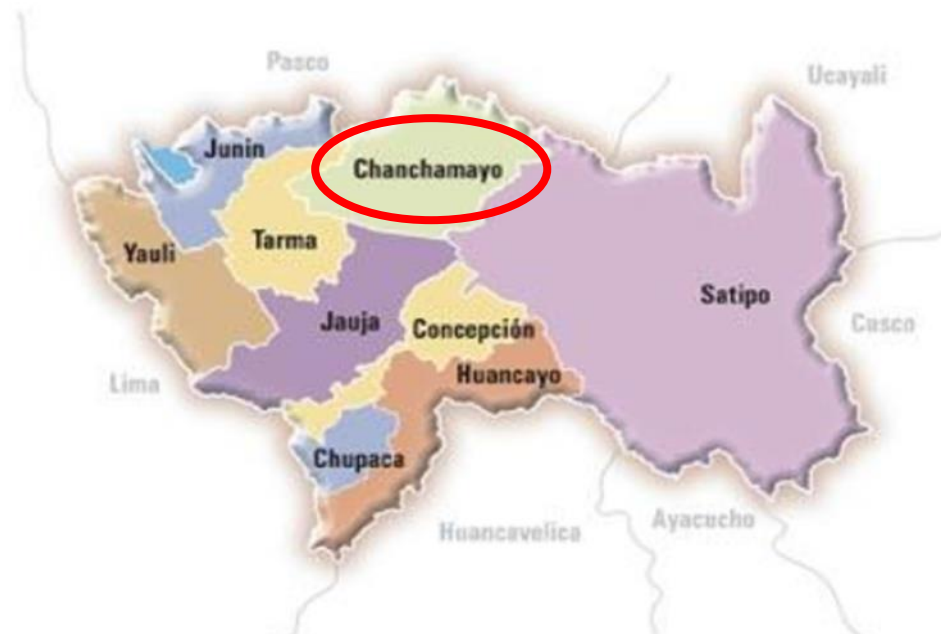 Pasco
Ucayali
Junin
Chanchamayo
Tarma
Yauli
Satipo
Jauja
Concepción
Cusco
Huancayo
Lima
Chupaca
Ayacucho
Huancavelica